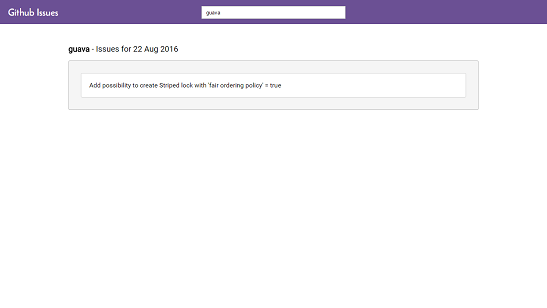 Github Issues
guava
guava - Issues for 22 Aug 2016
Add possibility to create Striped lock with 'fair ordering policy' = true